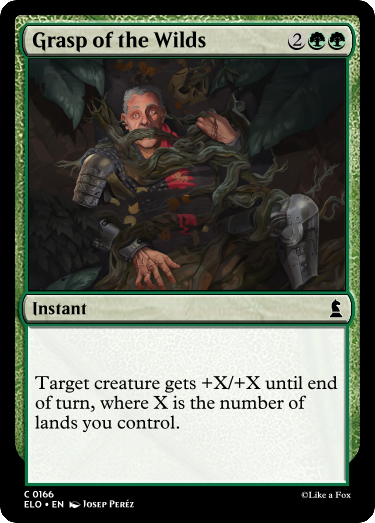 Grasp of the Wilds 2
Instant
Target creature gets +X/+X until end
of turn, where X is the number of
lands you control.
C 0166
ELO • EN Josep Peréz
©Like a Fox